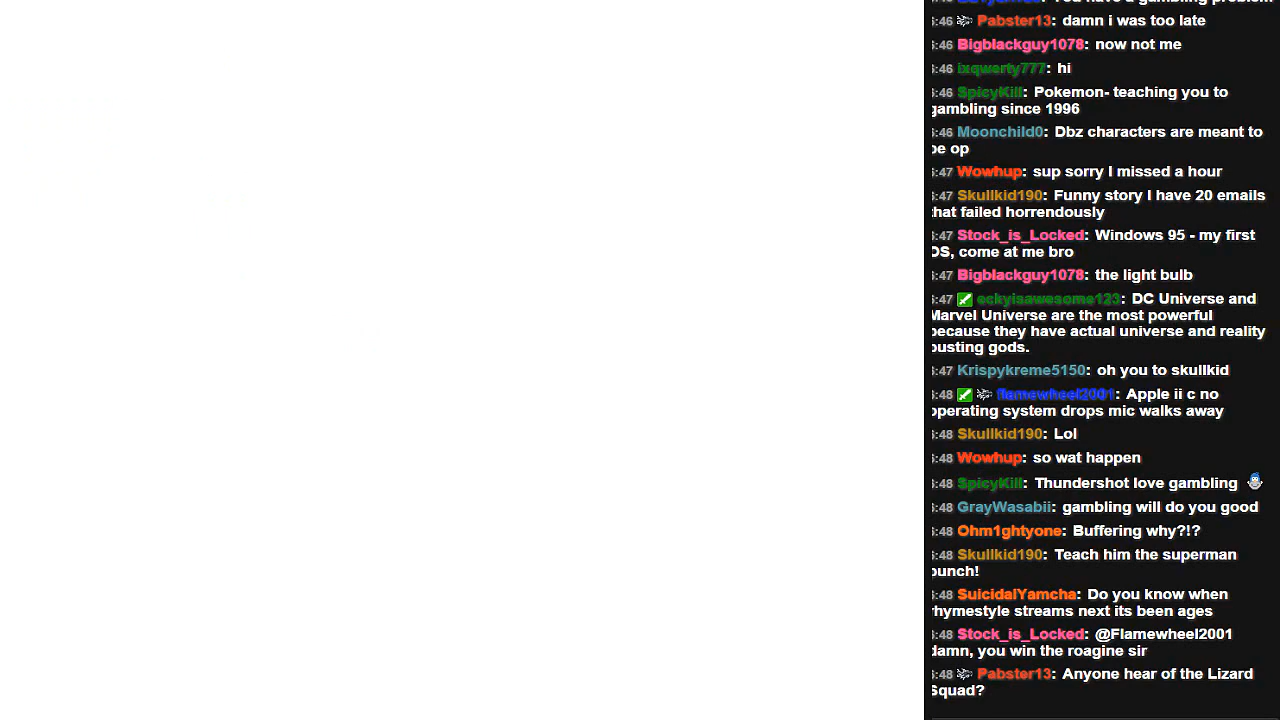 :46 Pabster13: damn i was too late
:46 Bigblackguy1078: now not me
:46 ixqwerty777: hi
:46 SpicyKill: Pokemon- teaching you to
gambling since 1996
:46 Moonchild0: Dbz characters are meant to
be op
:47 Wowhup: sup sorry I missed a hour
:47 Skullkid190: Funny story I have 20 emails
that failed horrendously
:47 Stock_is_Locked: Windows 95 - my first
OS, come at me bro
:47 Bigblackguy1078: the light bulb
:47 eckyisawesome123: DC Universe and
Marvel Universe are the most powerful
because they have actual universe and reality
busting gods.
:47 Krispykreme5150: oh you to skullkid
:48 flamewheel2001: Apple ii c no
operating system drops mic walks away
:48 Skullkid190: Lol
:48 Wowhup: so wat happen
:48 SpicyKill: Thundershot love gambling
:48 GrayWasabii: gambling will do you good
:48 Ohm1ghtyone: Buffering why?!?
:48 Skullkid190: Teach him the superman
punch!
:48 SuicidalYamcha: Do you know when
rhymestyle streams next its been ages
:48 Stock_is_Locked: @Flamewheel2001
damn, you win the roagine sir
:48 Pabster13: Anyone hear of the Lizard
Squad?